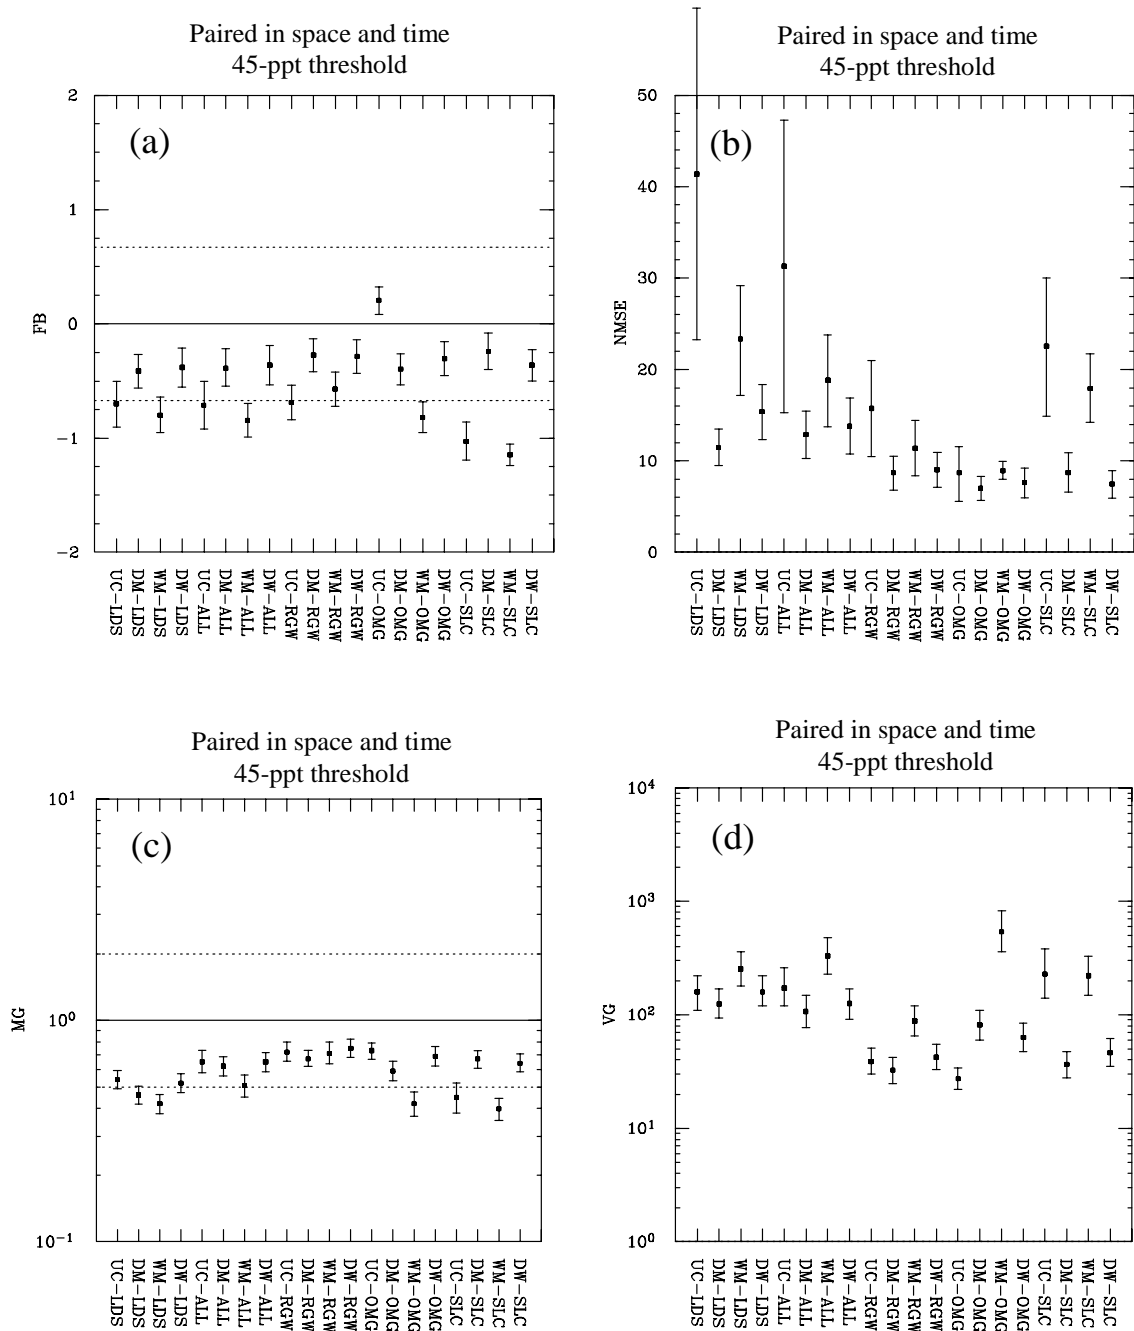 Paired in space and time
45-ppt threshold
(a)
2
1
0
-1
-2
FB
UC-LDS
DM-LDS
WM-LDS
DW-LDS
UC-ALL
DM-ALL
WM-ALL
DW-ALL
UC-RGW
DM-RGW
WM-RGW
DW-RGW
UC-OMG
DM-OMG
WM-OMG
DW-OMG
UC-SLC
DM-SLC
WM-SLC
DW-SLC
Paired in space and time
45-ppt threshold
(b)
50
40
30
20
10
0
NMSE
UC-LDS
DM-LDS
WM-LDS
DW-LDS
UC-ALL
DM-ALL
WM-ALL
DW-ALL
UC-RGW
DM-RGW
WM-RGW
DW-RGW
UC-OMG
DM-OMG
WM-OMG
DW-OMG
UC-SLC
DM-SLC
WM-SLC
DW-SLC
Paired in space and time
45-ppt threshold
(c)
10¹
10⁰
10⁻¹
MG
UC-LDS
DM-LDS
WM-LDS
DW-LDS
UC-ALL
DM-ALL
WM-ALL
DW-ALL
UC-RGW
DM-RGW
WM-RGW
DW-RGW
UC-OMG
DM-OMG
WM-OMG
DW-OMG
UC-SLC
DM-SLC
WM-SLC
DW-SLC
Paired in space and time
45-ppt threshold
(d)
10⁴
10³
10²
10¹
10⁰
VG
UC-LDS
DM-LDS
WM-LDS
DW-LDS
UC-ALL
DM-ALL
WM-ALL
DW-ALL
UC-RGW
DM-RGW
WM-RGW
DW-RGW
UC-OMG
DM-OMG
WM-OMG
DW-OMG
UC-SLC
DM-SLC
WM-SLC
DW-SLC